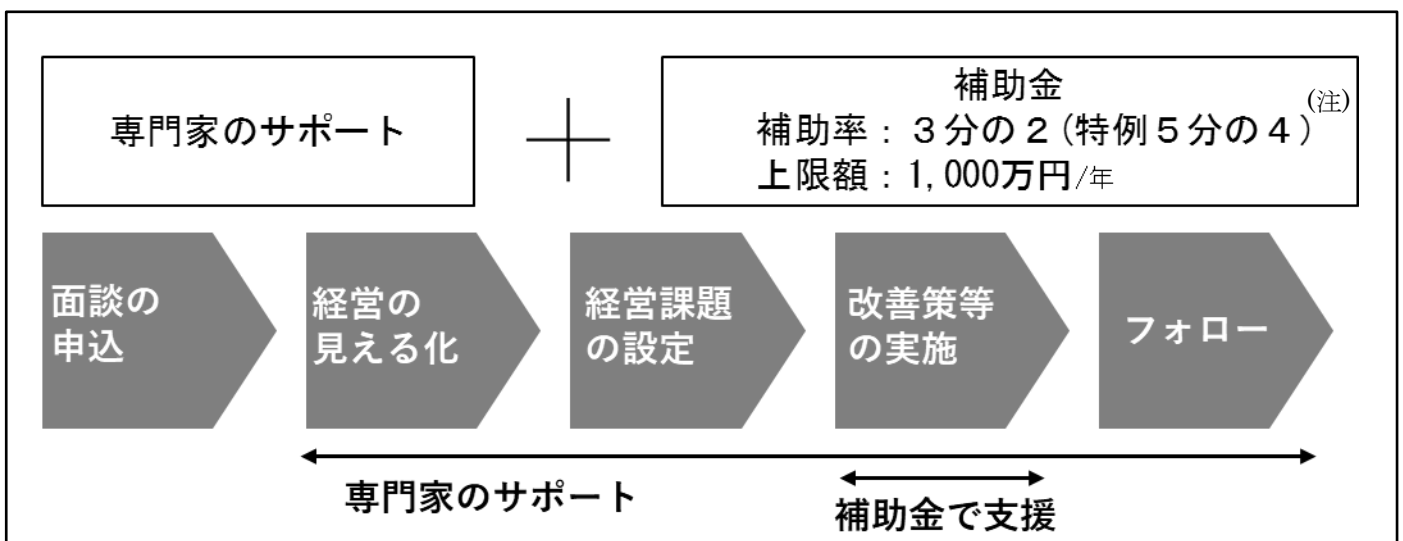 専門家のサポート
補助金
補助率：３分の２(特例５分の４)(注)
上限額：1,000万円/年
面談の
申込
経営の
見える化
経営課題
の設定
改善策等
の実施
フォロー
専門家のサポート
補助金で支援